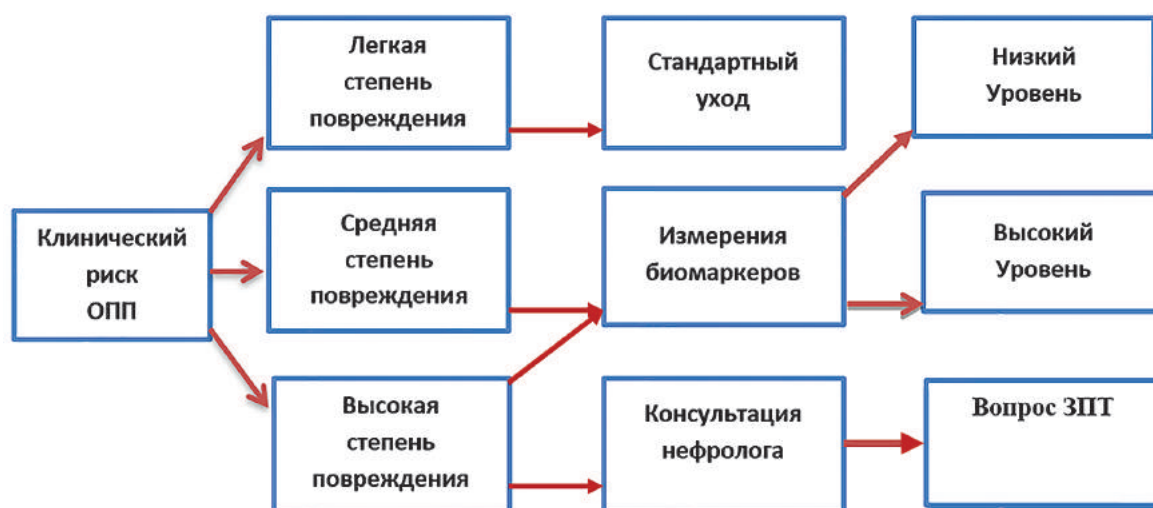 Клинический
риск
ОПП
Легкая
степень
повреждения
Средняя
степень
повреждения
Высокая
степень
повреждения
Стандартный
уход
Измерения
биомаркеров
Консультация
нефролога
Низкий
Уровень
Высокий
Уровень
Вопрос ЗПТ